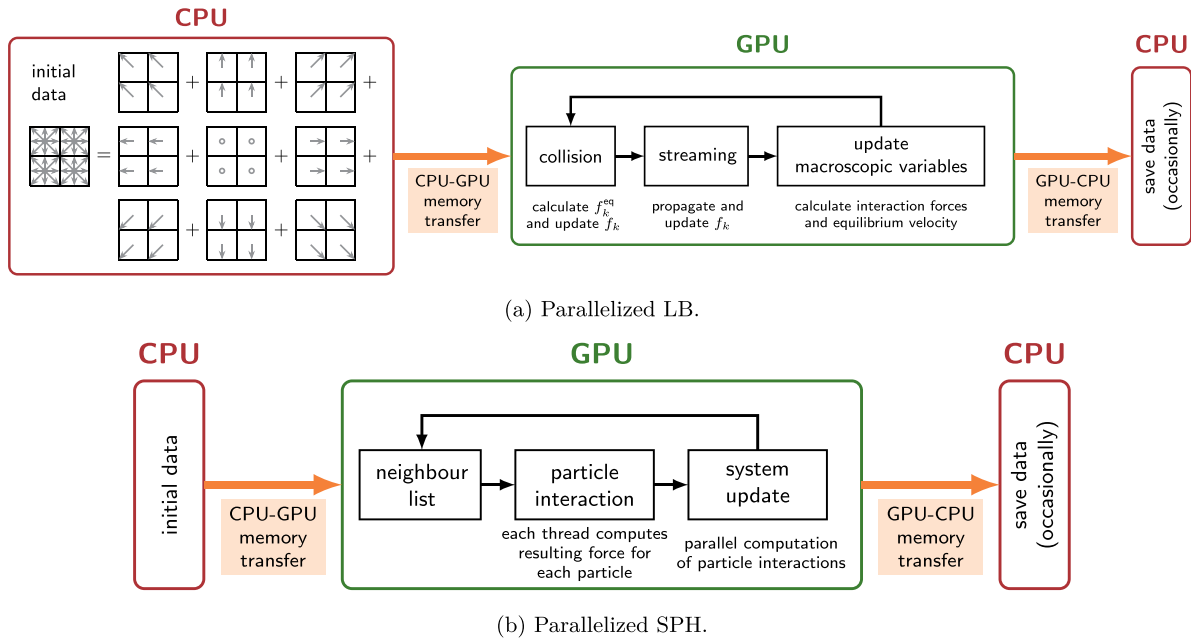 CPU
initial
data
+ + +
= + + +
+ +
CPU-GPU
memory
transfer
GPU
collision
streaming
update
macroscopic variables
calculate f_k^eq
and update f_k
propagate and
update f_k
calculate interaction forces
and equilibrium velocity
GPU-CPU
memory
transfer
CPU
save data
(occasionally)
(a) Parallelized LB.
CPU
initial data
CPU-GPU
memory
transfer
GPU
neighbour
list
particle
interaction
each thread computes
resulting force for
each particle
system
update
parallel computation
of particle interactions
GPU-CPU
memory
transfer
CPU
save data
(occasionally)
(b) Parallelized SPH.